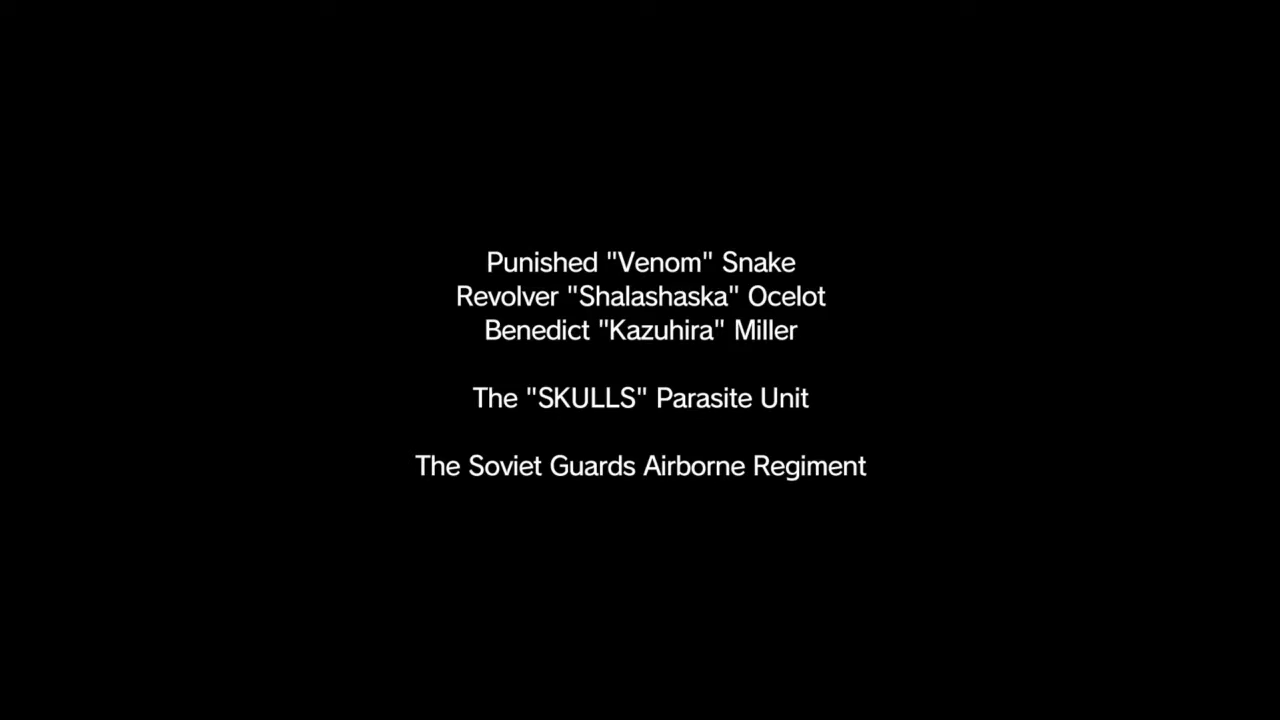 Punished "Venom" Snake
Revolver "Shalashaska" Ocelot
Benedict "Kazuhira" Miller
The "SKULLS" Parasite Unit
The Soviet Guards Airborne Regiment